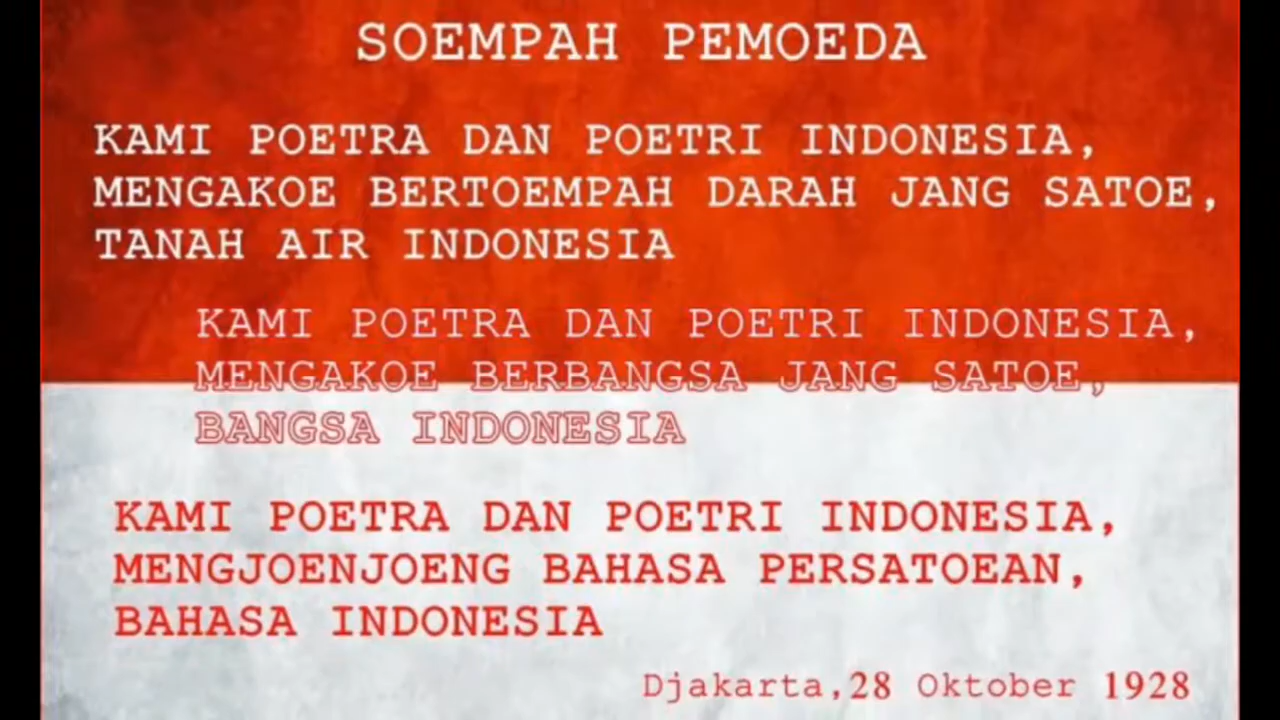 SOEMPAH PEMOEDA
KAMI POETRA DAN POETRI INDONESIA,
MENGAKOE BERTOEMPAH DARAH JANG SATOE,
TANAH AIR INDONESIA
KAMI POETRA DAN POETRI INDONESIA,
MENGAKOE BERBANGSA JANG SATOE,
BANGSA INDONESIA
KAMI POETRA DAN POETRI INDONESIA,
MENGJOENJOENG BAHASA PERSATOEAN,
BAHASA INDONESIA
Djakarta,28 Oktober 1928